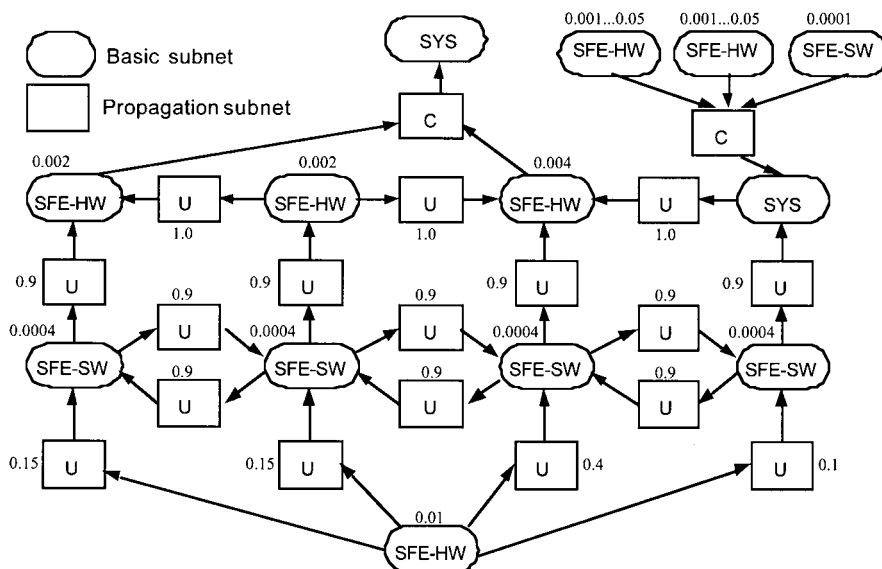 0.001...0.05 0.001...0.05 0.0001
SYS SFE-HW SFE-HW SFE-SW
Basic subnet
Propagation subnet
C C
0.002 0.002 0.004
SFE-HW U SFE-HW U SFE-HW U SYS
1.0 1.0 1.0
0.9 U 0.9 U 0.9 U 0.9 U
0.9 0.9 0.9
U U U
0.0004 0.0004 0.0004 0.0004
SFE-SW SFE-SW SFE-SW SFE-SW
0.9 0.9 0.9
U U U
0.15 U 0.15 U U 0.4 U 0.1
0.01
SFE-HW